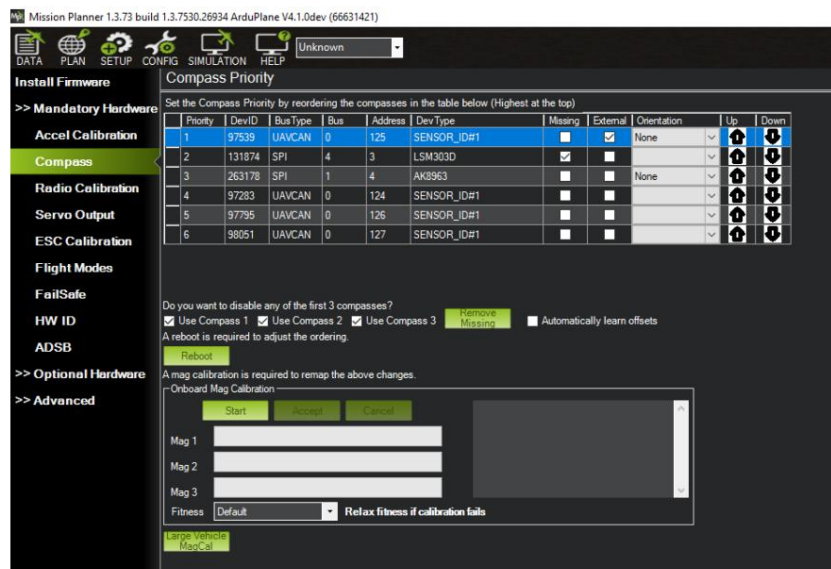 Mission Planner 1.3.73 build 1.3.7530.26934 ArduPlane V4.1.0dev (66631421)
DATA PLAN SETUP CONFIG SIMULATION HELP Unknown
Install Firmware
>> Mandatory Hardware
Accel Calibration
Compass
Radio Calibration
Servo Output
ESC Calibration
Flight Modes
FailSafe
HW ID
ADSB
>> Optional Hardware
>> Advanced
Compass Priority
Set the Compass Priority by reordering the compasses in the table below (Highest at the top)
Priority DevID BusType Bus Address DevType Missing External Orientation Up Down
1 97539 UAVCAN 0 125 SENSOR_ID#1 None
2 131874 SPI 4 3 LSM303D
3 263178 SPI 1 4 AK8963 None
4 97283 UAVCAN 0 124 SENSOR_ID#1
5 97795 UAVCAN 0 126 SENSOR_ID#1
6 98051 UAVCAN 0 127 SENSOR_ID#1
Do you want to disable any of the first 3 compasses?
Use Compass 1 Use Compass 2 Use Compass 3 Remove Missing Automatically learn offsets
A reboot is required to adjust the ordering.
Reboot
A mag calibration is required to remap the above changes.
Onboard Mag Calibration
Start Accept Cancel
Mag 1
Mag 2
Mag 3
Fitness Default Relax fitness if calibration fails
Large Vehicle
MagCal